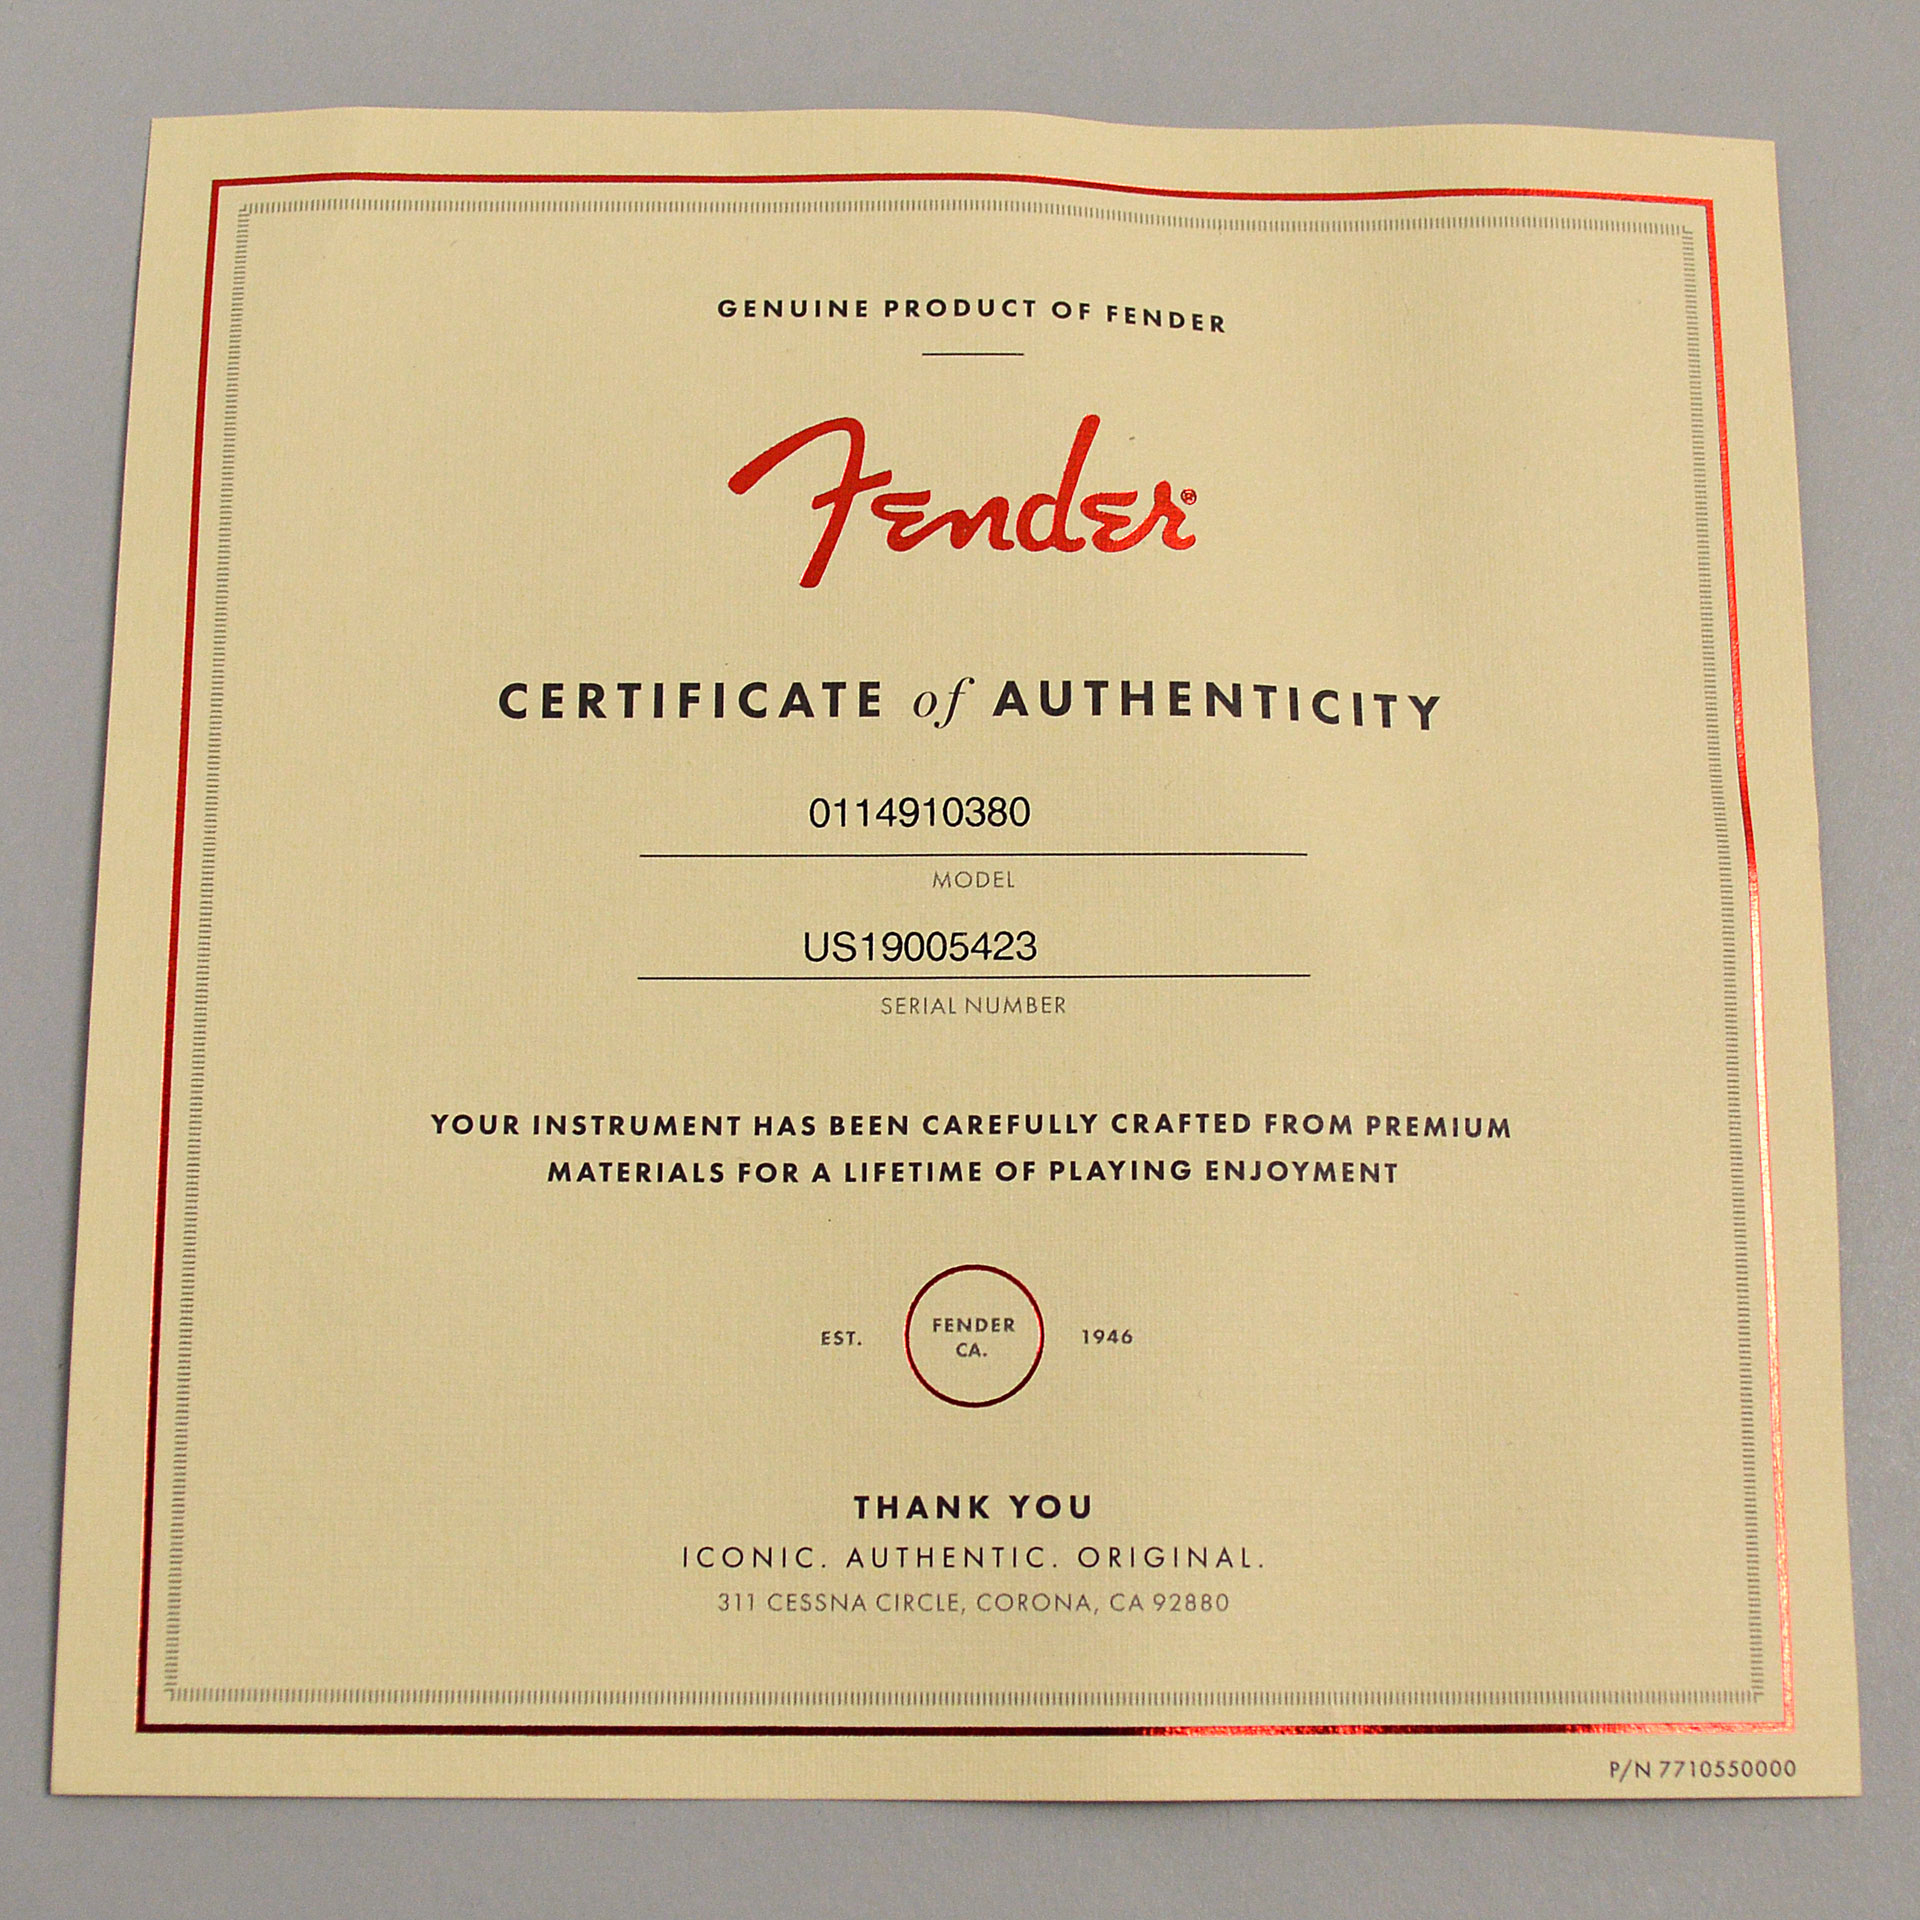 GENUINE PRODUCT OF FENDER
Fender®
CERTIFICATE of AUTHENTICITY
0114910380
MODEL
US19005423
SERIAL NUMBER
YOUR INSTRUMENT HAS BEEN CAREFULLY CRAFTED FROM PREMIUM
MATERIALS FOR A LIFETIME OF PLAYING ENJOYMENT
EST. FENDER CA. 1946
THANK YOU
ICONIC. AUTHENTIC. ORIGINAL.
311 CESSNA CIRCLE, CORONA, CA 92880
P/N 7710550000